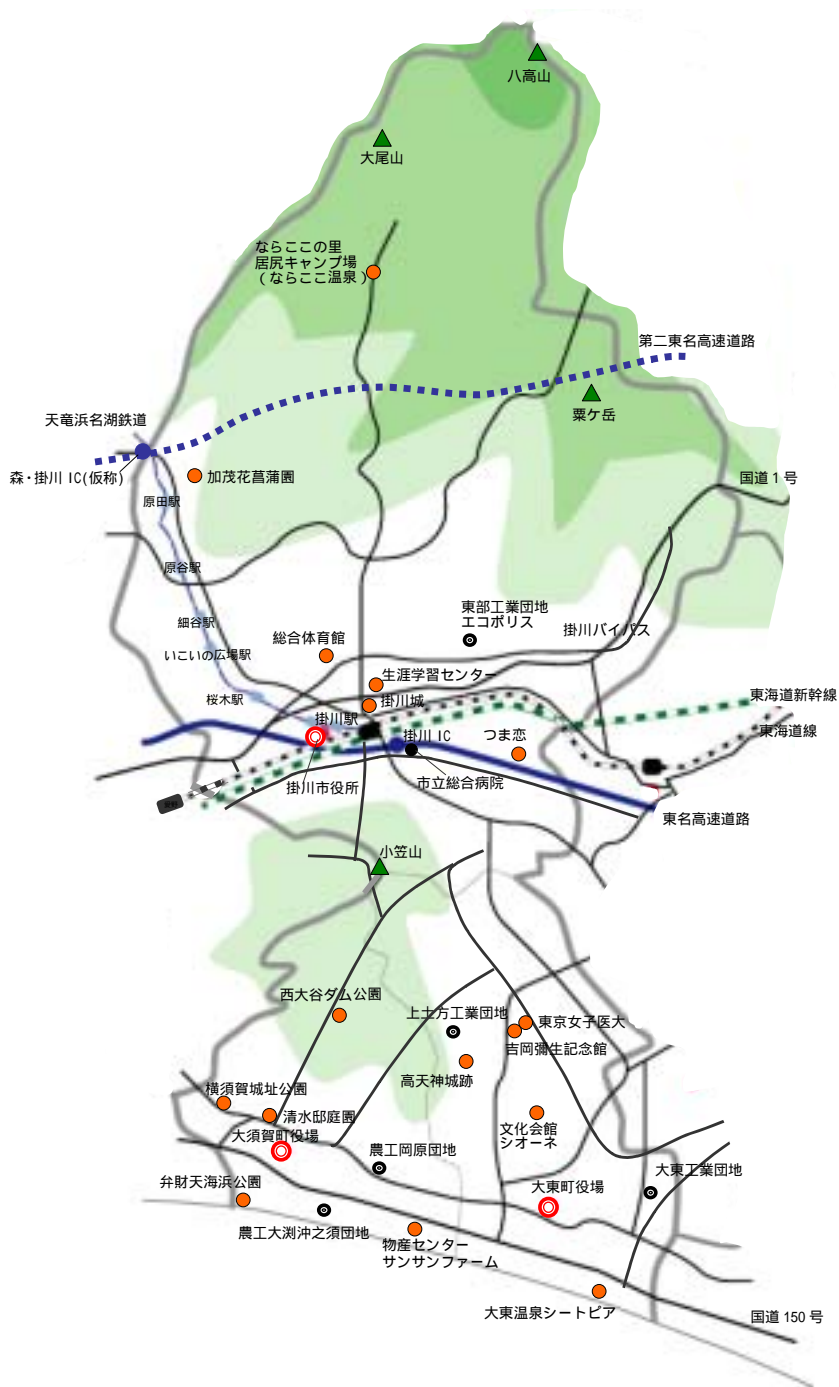 八高山
大尾山
ならここの里
居尻キャンプ場
（ならここ温泉）
第二東名高速道路
粟ケ岳
天竜浜名湖鉄道
森・掛川 IC(仮称)
加茂花菖蒲園
国道１号
原田駅
原谷駅
細谷駅
いこいの広場駅
桜木駅
東部工業団地
エコポリス
掛川バイパス
総合体育館
生涯学習センター
掛川城
東海道新幹線
東海道線
掛川駅
掛川 IC
つま恋
掛川市役所
市立総合病院
東名高速道路
小笠山
西大谷ダム公園
上土方工業団地
東京女子医大
吉岡彌生記念館
高天神城跡
横須賀城址公園
清水邸庭園
大須賀町役場
文化会館
シオーネ
農工岡原団地
大東工業団地
大東町役場
弁財天海浜公園
農工大渕沖之須団地
物産センター
サンサンファーム
大東温泉シートピア
国道 150 号